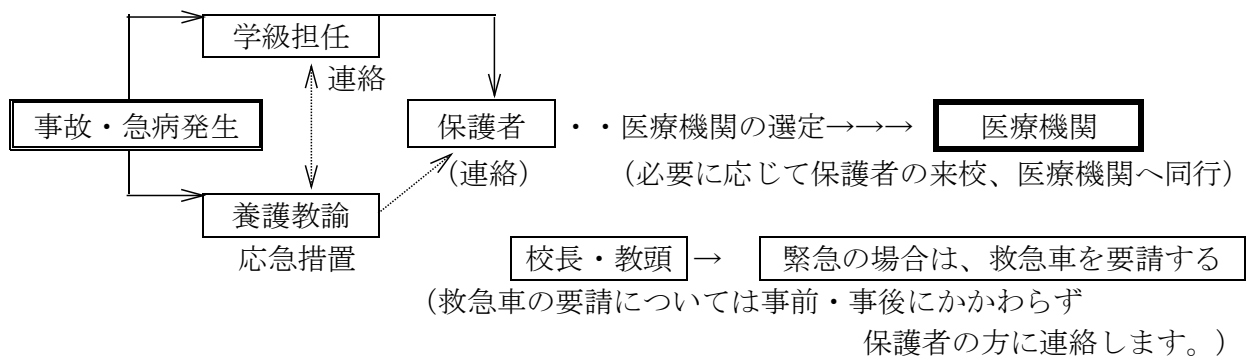 学級担任
連絡
事故・急病発生
保護者 ・・医療機関の選定→→→ 医療機関
(連絡) (必要に応じて保護者の来校、医療機関へ同行)
養護教諭
応急措置
校長・教頭 → 緊急の場合は、救急車を要請する
(救急車の要請については事前・事後にかかわらず
保護者の方に連絡します。)